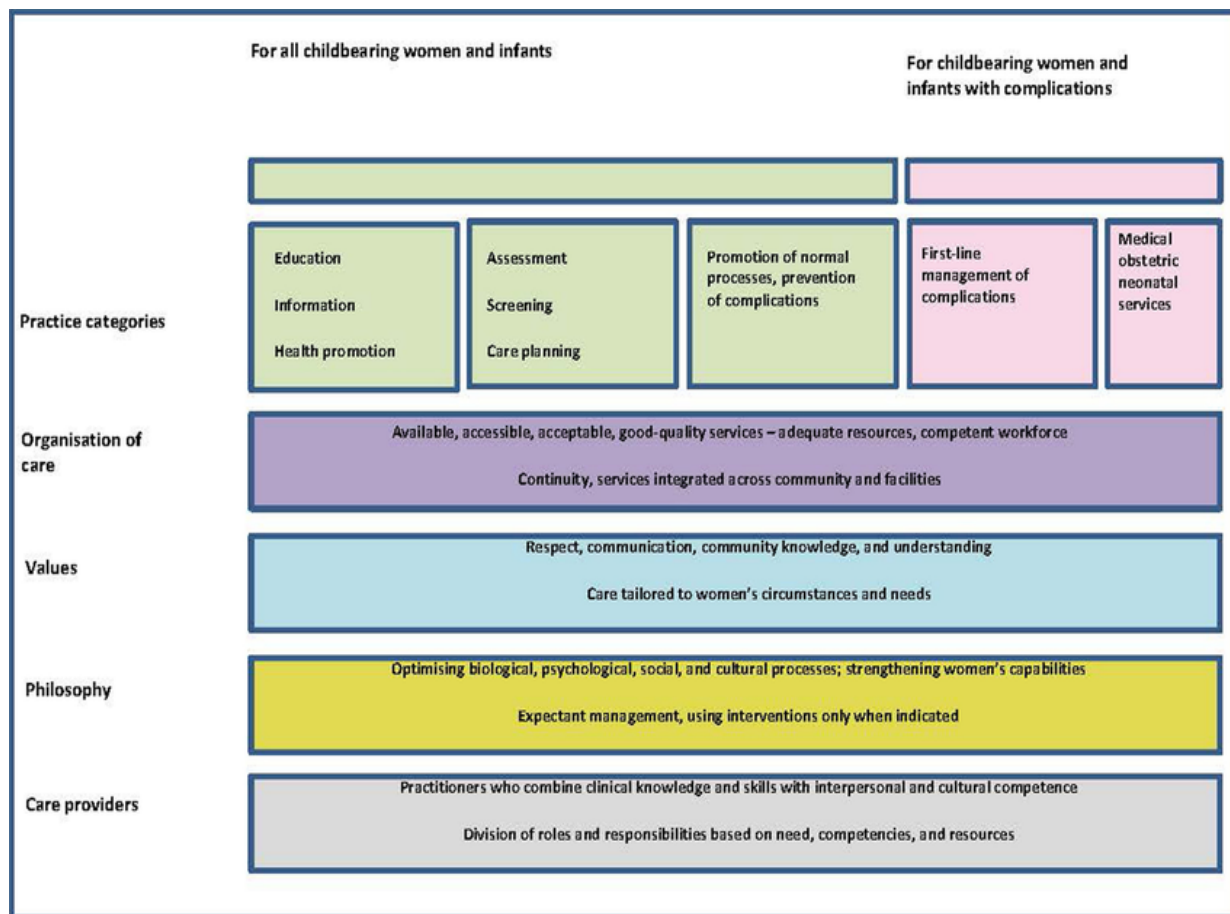 For all childbearing women and infants
For childbearing women and
infants with complications
Practice categories
Education
Information
Health promotion
Assessment
Screening
Care planning
Promotion of normal
processes, prevention
of complications
First-line
management of
complications
Medical
obstetric
neonatal
services
Organisation of
care
Available, accessible, acceptable, good-quality services – adequate resources, competent workforce
Continuity, services integrated across community and facilities
Values
Respect, communication, community knowledge, and understanding
Care tailored to women's circumstances and needs
Philosophy
Optimising biological, psychological, social, and cultural processes; strengthening women's capabilities
Expectant management, using interventions only when indicated
Care providers
Practitioners who combine clinical knowledge and skills with interpersonal and cultural competence
Division of roles and responsibilities based on need, competencies, and resources